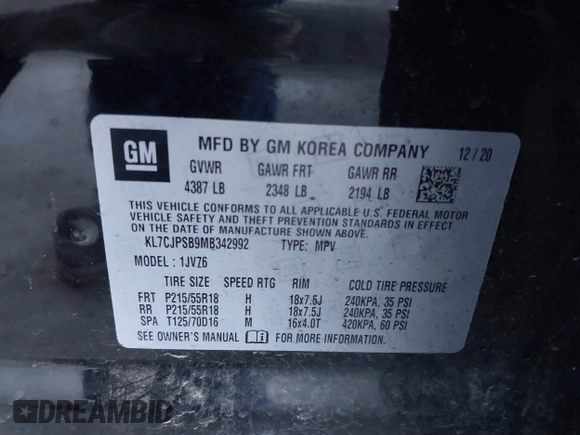 GM
MFD BY GM KOREA COMPANY 12/20
GVWR GAWR FRT GAWR RR
4387 LB 2348 LB 2194 LB
THIS VEHICLE CONFORMS TO ALL APPLICABLE U.S. FEDERAL MOTOR
VEHICLE SAFETY AND THEFT PREVENTION STANDARDS IN EFFECT ON
THE DATE OF MANUFACTURE SHOWN ABOVE.
KL7CJPSB9MB342992 TYPE: MPV
MODEL: 1JVZ6
TIRE SIZE SPEED RTG RIM COLD TIRE PRESSURE
FRT P215/55R18 H 18x7.5J 240KPA, 35 PSI
RR P215/55R18 H 18x7.5J 240KPA, 35 PSI
SPA T125/70D16 M 16x4.0T 420KPA, 60 PSI
SEE OWNER'S MANUAL FOR MORE INFORMATION
DREAMBID